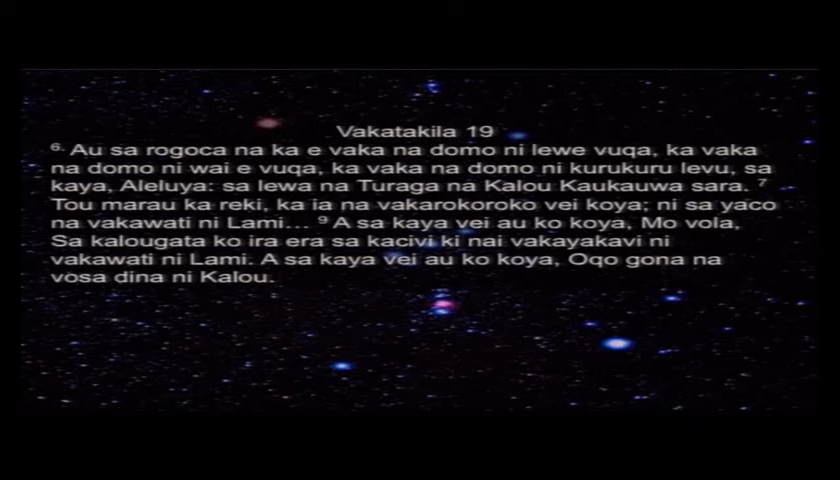 Vakatakila 19
6. Au sa rogoca na ka e vaka na domo ni lewe vuqa, ka vaka
na domo ni wai e vuqa, ka vaka na domo ni kurukuru levu, sa
kaya, Aleluya: sa lewa na Turaga na Kalou Kaukauwa sara. 7
Tou marau ka reki, ka ia na vakarokoroko vei koya; ni sa yaco
na vakawati ni Lami... 9 A sa kaya vei au ko koya, Mo vola,
Sa kalougata ko ira era sa kacivi ki nai vakayakavi ni
vakawati ni Lami. A sa kaya vei au ko koya, Oqo gona na
vosa dina ni Kalou.